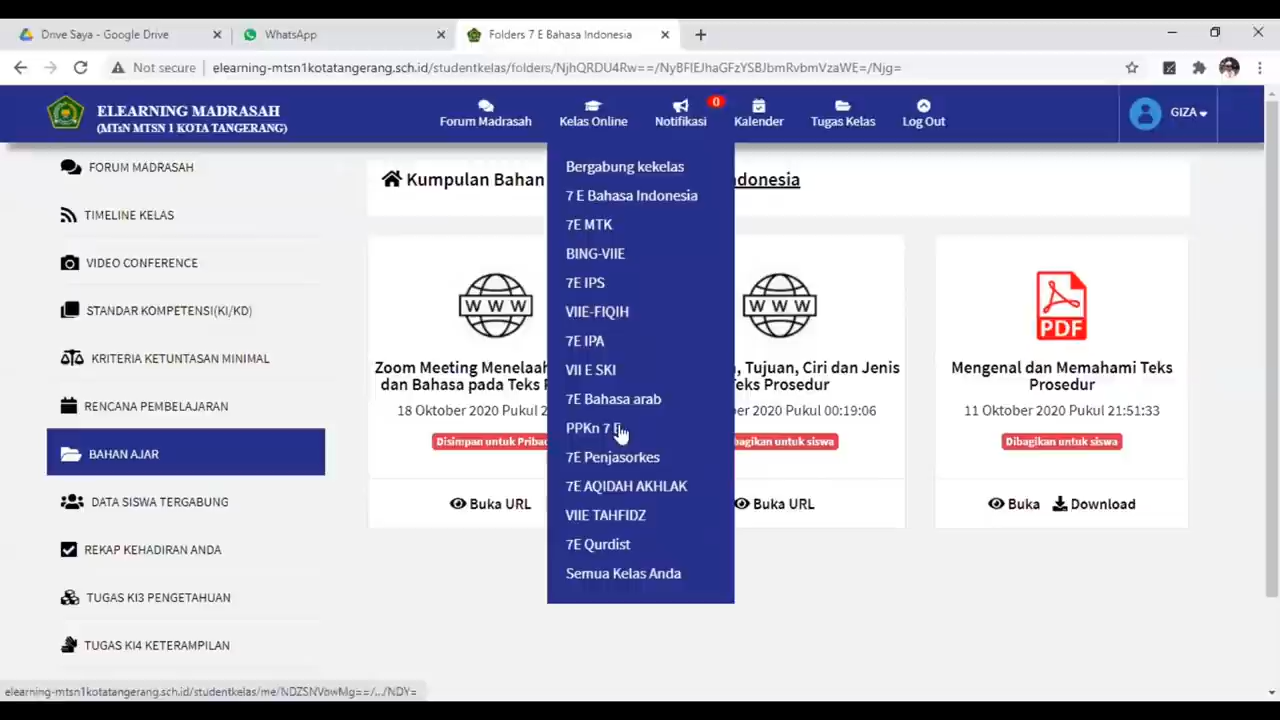 Drive Saya - Google Drive
WhatsApp
Folders 7 E Bahasa Indonesia
Not secure
elearning-mtsn1kotatangerang.sch.id/studentkelas/folders/NjhQRDU4Rw==/NyBFIEJhaGFzYSBJbmRvbmVzaWE=/Njg=
ELEARNING MADRASAH
(MTsN MTSN 1 KOTA TANGERANG)
Forum Madrasah
Kelas Online
Notifikasi
0
Kalender
Tugas Kelas
Log Out
GIZA
FORUM MADRASAH
TIMELINE KELAS
VIDEO CONFERENCE
STANDAR KOMPETENSI(KI/KD)
KRITERIA KETUNTASAN MINIMAL
RENCANA PEMBELAJARAN
BAHAN AJAR
DATA SISWA TERGABUNG
REKAP KEHADIRAN ANDA
TUGAS KI3 PENGETAHUAN
TUGAS KI4 KETERAMPILAN
Bergabung kekelas
7 E Bahasa Indonesia
7E MTK
BING-VIIE
7E IPS
VIIE-FIQIH
7E IPA
VII E SKI
7E Bahasa arab
PPKn 7 E
7E Penjasorkes
7E AQIDAH AKHLAK
VIIE TAHFIDZ
7E Qurdist
Semua Kelas Anda
Kumpulan Bahan
WWW
Zoom Meeting Menelaah
dan Bahasa pada Teks
18 Oktober 2020 Pukul
Disimpan untuk
Buka URL
WWW
Tujuan, Ciri dan Jenis
2020 Pukul 00:19:06
untuk siswa
Buka URL
PDF
Mengenal dan Memahami Teks
Prosedur
11 Oktober 2020 Pukul 21:51:33
Dibagikan untuk siswa
Buka Download